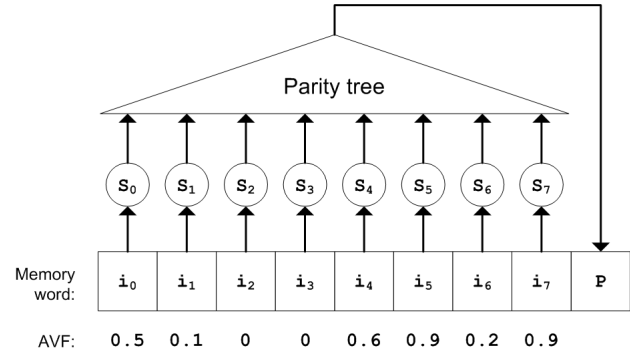 Parity tree
S₀ S₁ S₂ S₃ S₄ S₅ S₆ S₇
Memory
word:
i₀ i₁ i₂ i₃ i₄ i₅ i₆ i₇ P
AVF: 0.5 0.1 0 0 0.6 0.9 0.2 0.9